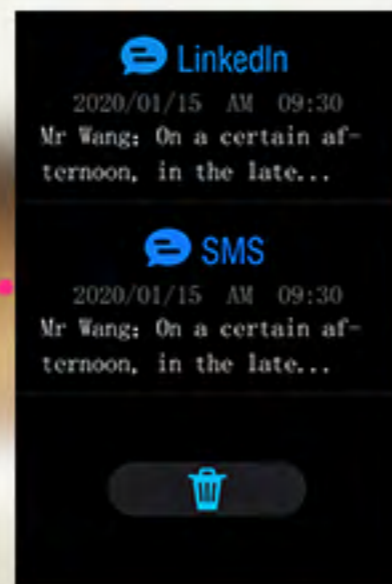 LinkedIn
2020/01/15 AM 09:30
Mr Wang: On a certain af-
ternoon, in the late...
SMS
2020/01/15 AM 09:30
Mr Wang: On a certain af-
ternoon, in the late...